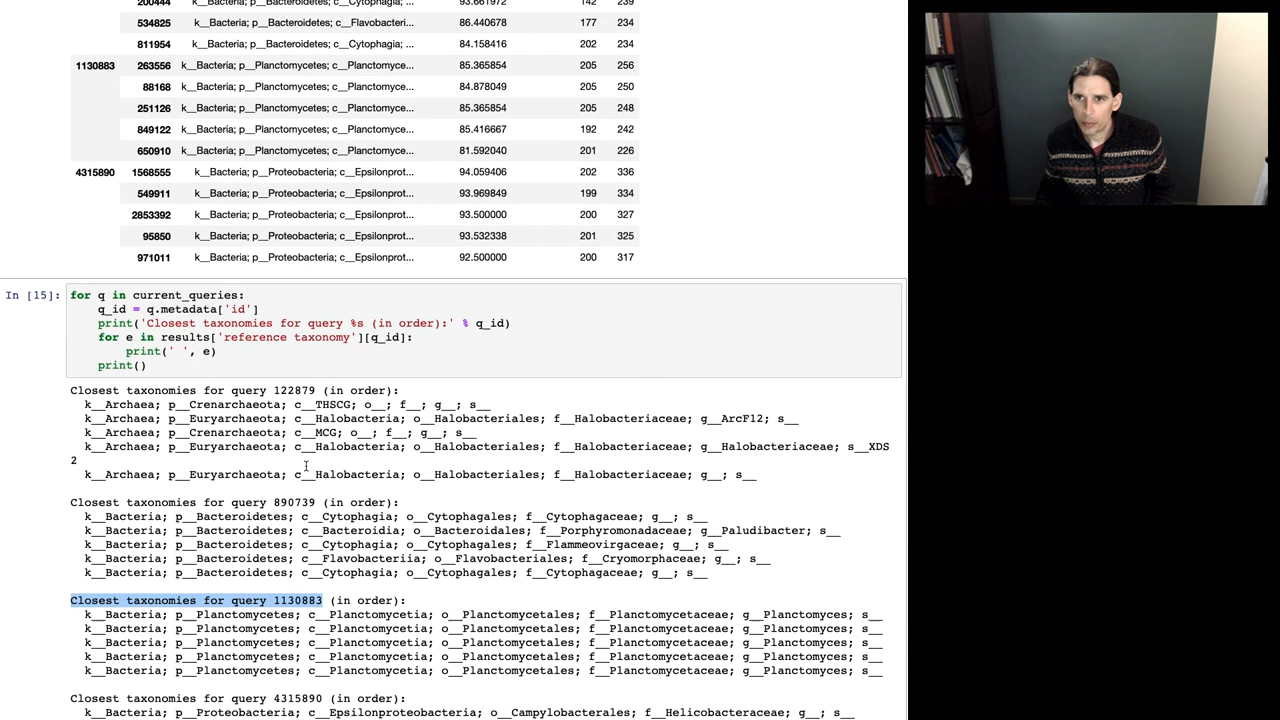 200444 k__Bacteria; p__Bacteroidetes; c__Cytophagia; ... 93.661972 142 239
534825 k__Bacteria; p__Bacteroidetes; c__Flavobacteri... 86.440678 177 234
811954 k__Bacteria; p__Bacteroidetes; c__Cytophagia; ... 84.158416 202 234
1130883 263556 k__Bacteria; p__Planctomycetes; c__Planctomyce... 85.365854 205 256
88168 k__Bacteria; p__Planctomycetes; c__Planctomyce... 84.878049 205 250
251126 k__Bacteria; p__Planctomycetes; c__Planctomyce... 85.365854 205 248
849122 k__Bacteria; p__Planctomycetes; c__Planctomyce... 85.416667 192 242
650910 k__Bacteria; p__Planctomycetes; c__Planctomyce... 81.592040 201 226
4315890 1568555 k__Bacteria; p__Proteobacteria; c__Epsilonprot... 94.059406 202 336
549911 k__Bacteria; p__Proteobacteria; c__Epsilonprot... 93.969849 199 334
2853392 k__Bacteria; p__Proteobacteria; c__Epsilonprot... 93.500000 200 327
95850 k__Bacteria; p__Proteobacteria; c__Epsilonprot... 93.532338 201 325
971011 k__Bacteria; p__Proteobacteria; c__Epsilonprot... 92.500000 200 317
In [15]: for q in current_queries:
q_id = q.metadata['id']
print('Closest taxonomies for query %s (in order):' % q_id)
for e in results['reference taxonomy'][q_id]:
print(' ', e)
print()
Closest taxonomies for query 122879 (in order):
k__Archaea; p__Crenarchaeota; c__THSCG; o__; f__; g__; s__
k__Archaea; p__Euryarchaeota; c__Halobacteria; o__Halobacteriales; f__Halobacteriaceae; g__ArcF12; s__
k__Archaea; p__Crenarchaeota; c__MCG; o__; f__; g__; s__
k__Archaea; p__Euryarchaeota; c__Halobacteria; o__Halobacteriales; f__Halobacteriaceae; g__Halobacteriaceae; s__XDS
2
k__Archaea; p__Euryarchaeota; c__Halobacteria; o__Halobacteriales; f__Halobacteriaceae; g__; s__
Closest taxonomies for query 890739 (in order):
k__Bacteria; p__Bacteroidetes; c__Cytophagia; o__Cytophagales; f__Cytophagaceae; g__; s__
k__Bacteria; p__Bacteroidetes; c__Bacteroidia; o__Bacteroidales; f__Porphyromonadaceae; g__Paludibacter; s__
k__Bacteria; p__Bacteroidetes; c__Cytophagia; o__Cytophagales; f__Flammeovirgaceae; g__; s__
k__Bacteria; p__Bacteroidetes; c__Flavobacteriia; o__Flavobacteriales; f__Cryomorphaceae; g__; s__
k__Bacteria; p__Bacteroidetes; c__Cytophagia; o__Cytophagales; f__Cytophagaceae; g__; s__
Closest taxonomies for query 1130883 (in order):
k__Bacteria; p__Planctomycetes; c__Planctomycetia; o__Planctomycetales; f__Planctomycetaceae; g__Planctomyces; s__
k__Bacteria; p__Planctomycetes; c__Planctomycetia; o__Planctomycetales; f__Planctomycetaceae; g__Planctomyces; s__
k__Bacteria; p__Planctomycetes; c__Planctomycetia; o__Planctomycetales; f__Planctomycetaceae; g__Planctomyces; s__
k__Bacteria; p__Planctomycetes; c__Planctomycetia; o__Planctomycetales; f__Planctomycetaceae; g__Planctomyces; s__
k__Bacteria; p__Planctomycetes; c__Planctomycetia; o__Planctomycetales; f__Planctomycetaceae; g__Planctomyces; s__
Closest taxonomies for query 4315890 (in order):
k__Bacteria; p__Proteobacteria; c__Epsilonproteobacteria; o__Campylobacterales; f__Helicobacteraceae; g__; s__